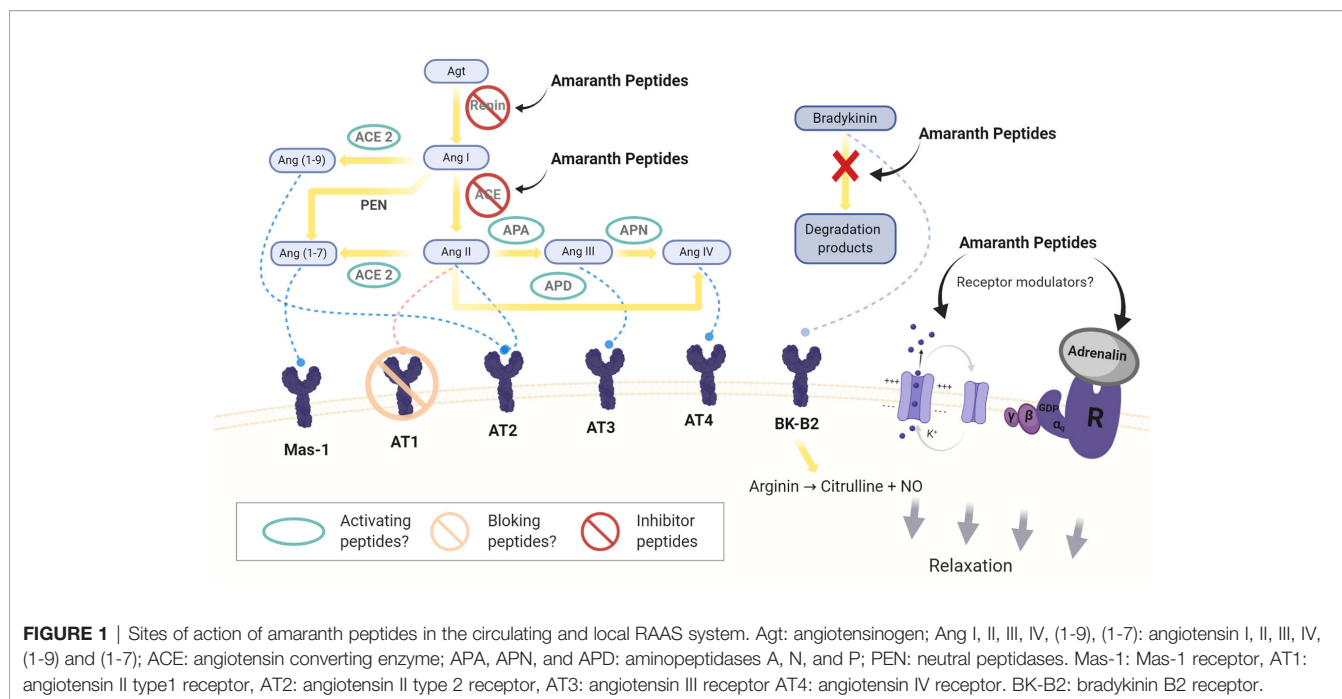 Agt
Renin
Amaranth Peptides
ACE 2
Ang (1-9)
Ang I
Amaranth Peptides
ACE
PEN
Ang (1-7)
ACE 2
Ang II
APA
Ang III
APN
Ang IV
APD
Bradykinin
Amaranth Peptides
Degradation
products
Amaranth Peptides
Receptor modulators?
Adrenalin
+++
+++
---
---
K+
γ
β
GDP
αq
R
Mas-1
AT1
AT2
AT3
AT4
BK-B2
Arginin → Citrulline + NO
Relaxation
Activating
peptides?
Bloking
peptides?
Inhibitor
peptides
FIGURE 1 | Sites of action of amaranth peptides in the circulating and local RAAS system. Agt: angiotensinogen; Ang I, II, III, IV, (1-9), (1-7): angiotensin I, II, III, IV,
(1-9) and (1-7); ACE: angiotensin converting enzyme; APA, APN, and APD: aminopeptidases A, N, and P; PEN: neutral peptidases. Mas-1: Mas-1 receptor, AT1:
angiotensin II type1 receptor, AT2: angiotensin II type 2 receptor, AT3: angiotensin III receptor AT4: angiotensin IV receptor. BK-B2: bradykinin B2 receptor.